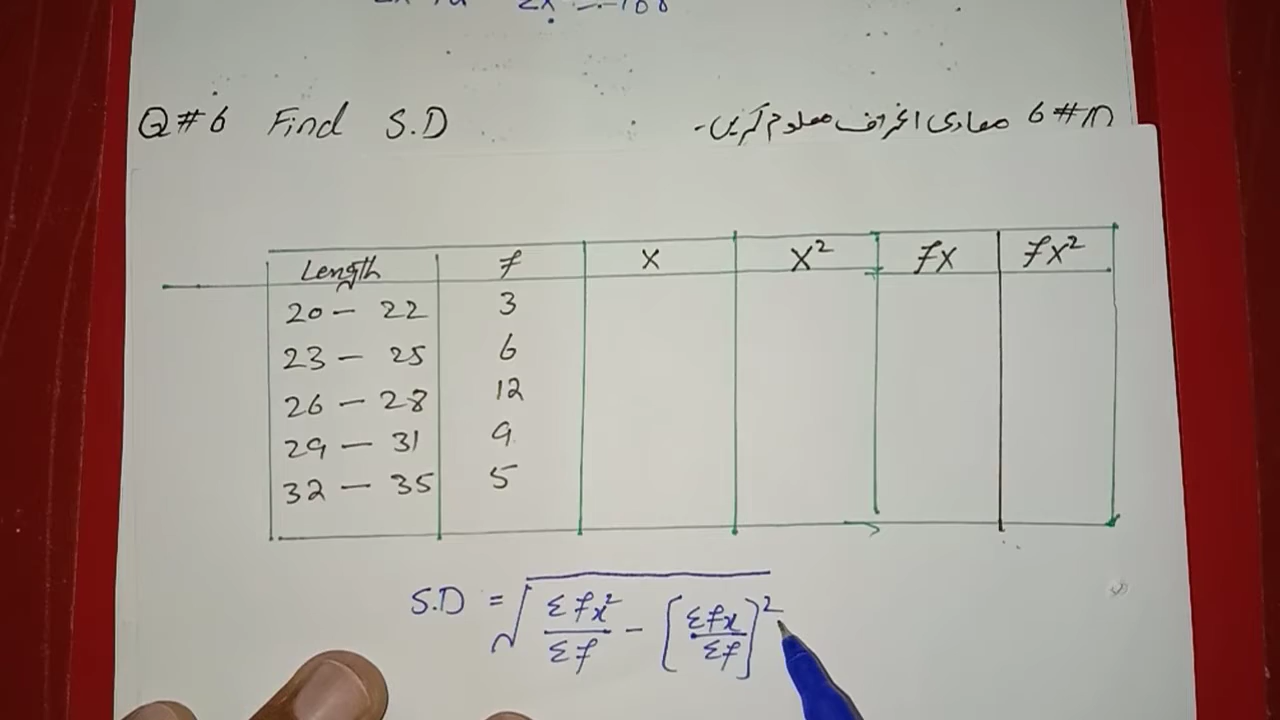 Q#6 Find S.D
س#6 معیاری انحراف معلوم کریں۔
Length f X X² fX fX²
20 — 22 3
23 — 25 6
26 — 28 12
29 — 31 9
32 — 35 5
S.D = √ Σfx²/Σf − [Σfx/Σf]²